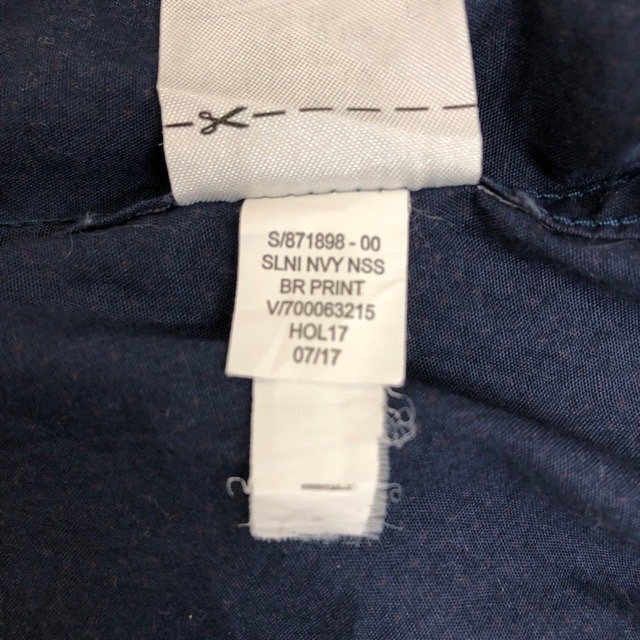 S/871898 - 00
SLNI NVY NSS
BR PRINT
V/700063215
HOL17
07/17